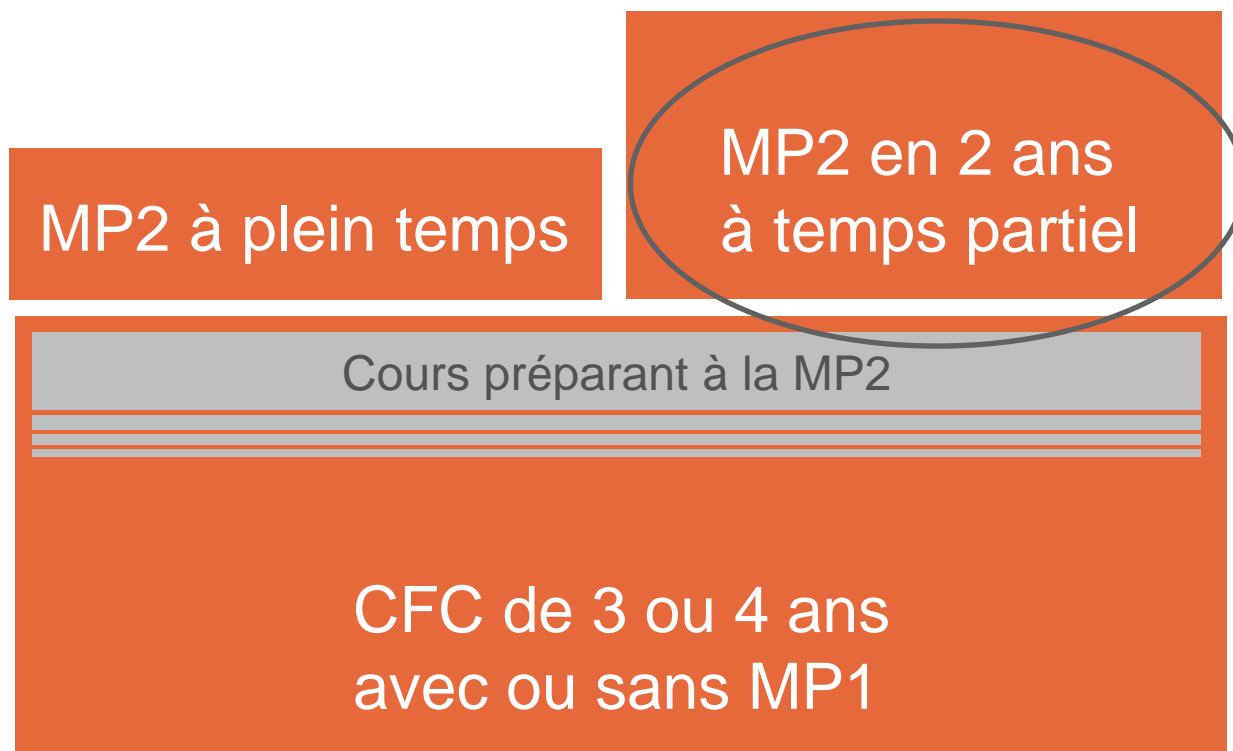 MP2 à plein temps
MP2 en 2 ans
à temps partiel
Cours préparant à la MP2
CFC de 3 ou 4 ans
avec ou sans MP1